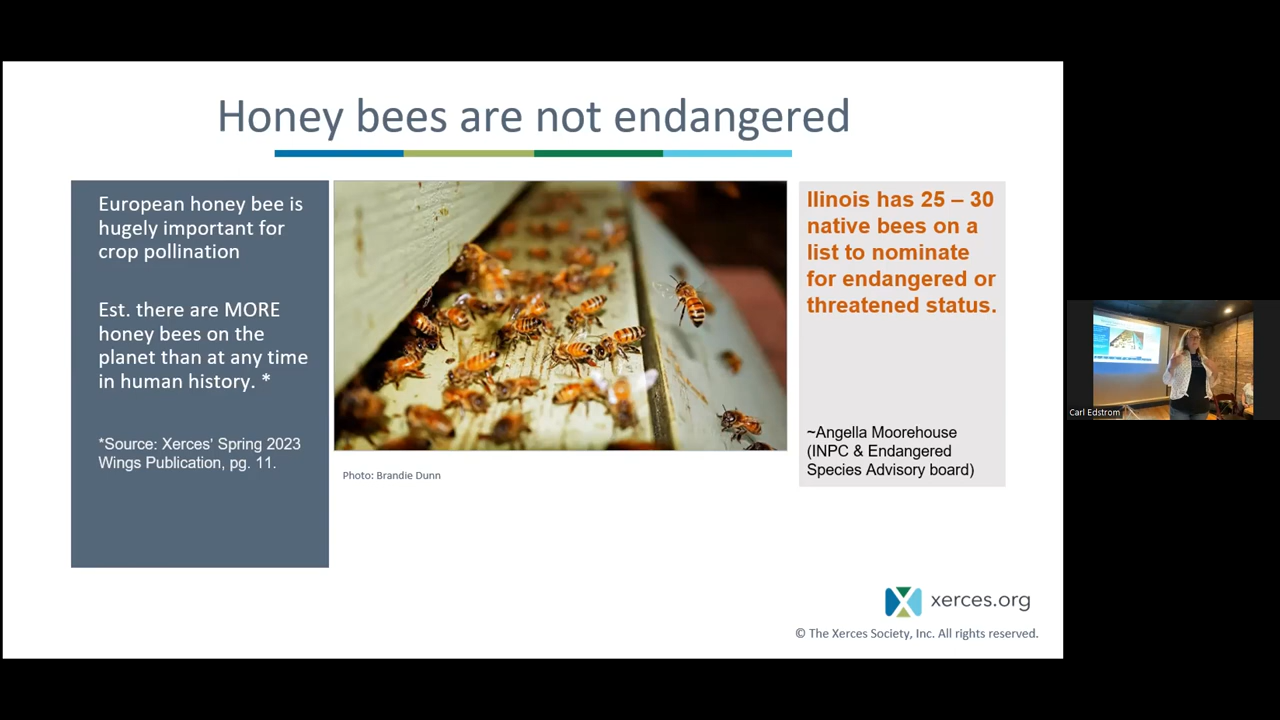 Honey bees are not endangered
European honey bee is
hugely important for
crop pollination
Est. there are MORE
honey bees on the
planet than at any time
in human history. *
*Source: Xerces' Spring 2023
Wings Publication, pg. 11.
Photo: Brandie Dunn
Ilinois has 25 – 30
native bees on a
list to nominate
for endangered or
threatened status.
~Angella Moorehouse
(INPC & Endangered
Species Advisory board)
xerces.org
© The Xerces Society, Inc. All rights reserved.
Carl Edstrom